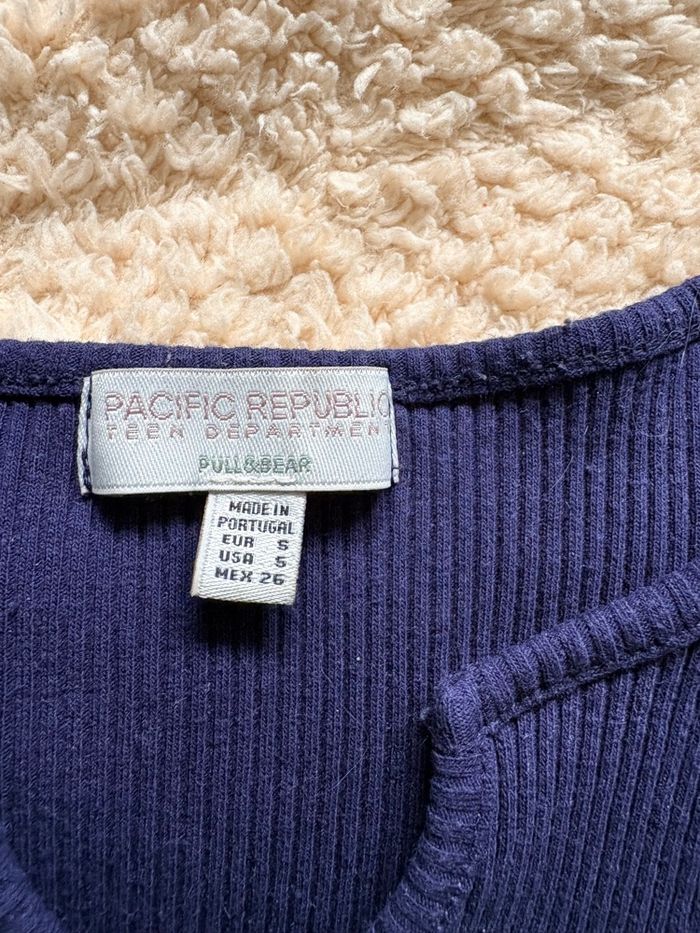 PACIFIC REPUBLIC
TEEN DEPARTMENT
PULL&BEAR
MADE IN
PORTUGAL
EUR S
USA S
MEX 26